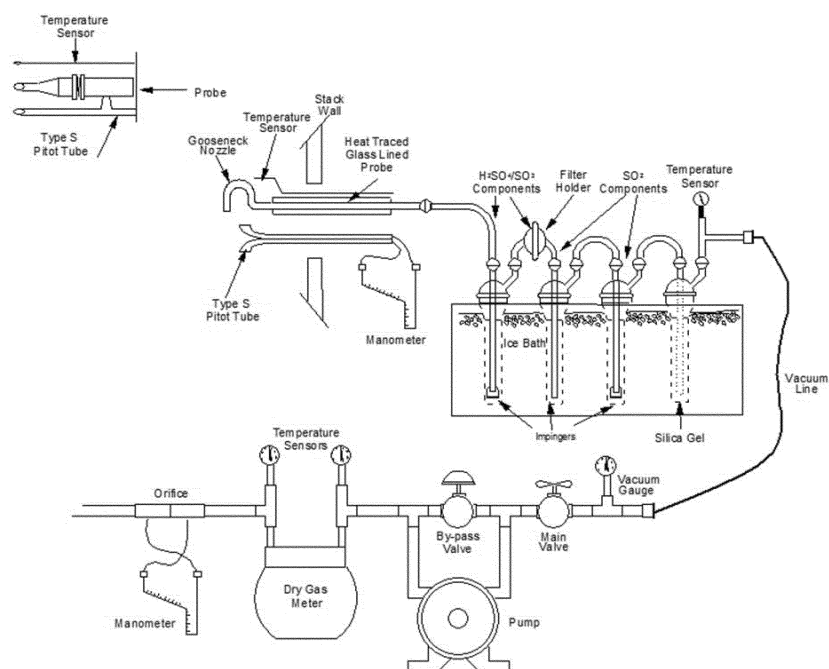 Temperature
Sensor
Probe
Type S
Pitot Tube
Stack
Wall
Temperature
Sensor
Gooseneck
Nozzle
Heat Traced
Glass Lined
Probe
H²SO⁴/SO³
Components
Filter
Holder
SO²
Components
Temperature
Sensor
Type S
Pitot Tube
Manometer
Ice Bath
Vacuum
Line
Impingers
Silica Gel
Temperature
Sensors
Vacuum
Gauge
Orifice
By-pass
Valve
Main
Valve
Dry Gas
Meter
Manometer
Pump